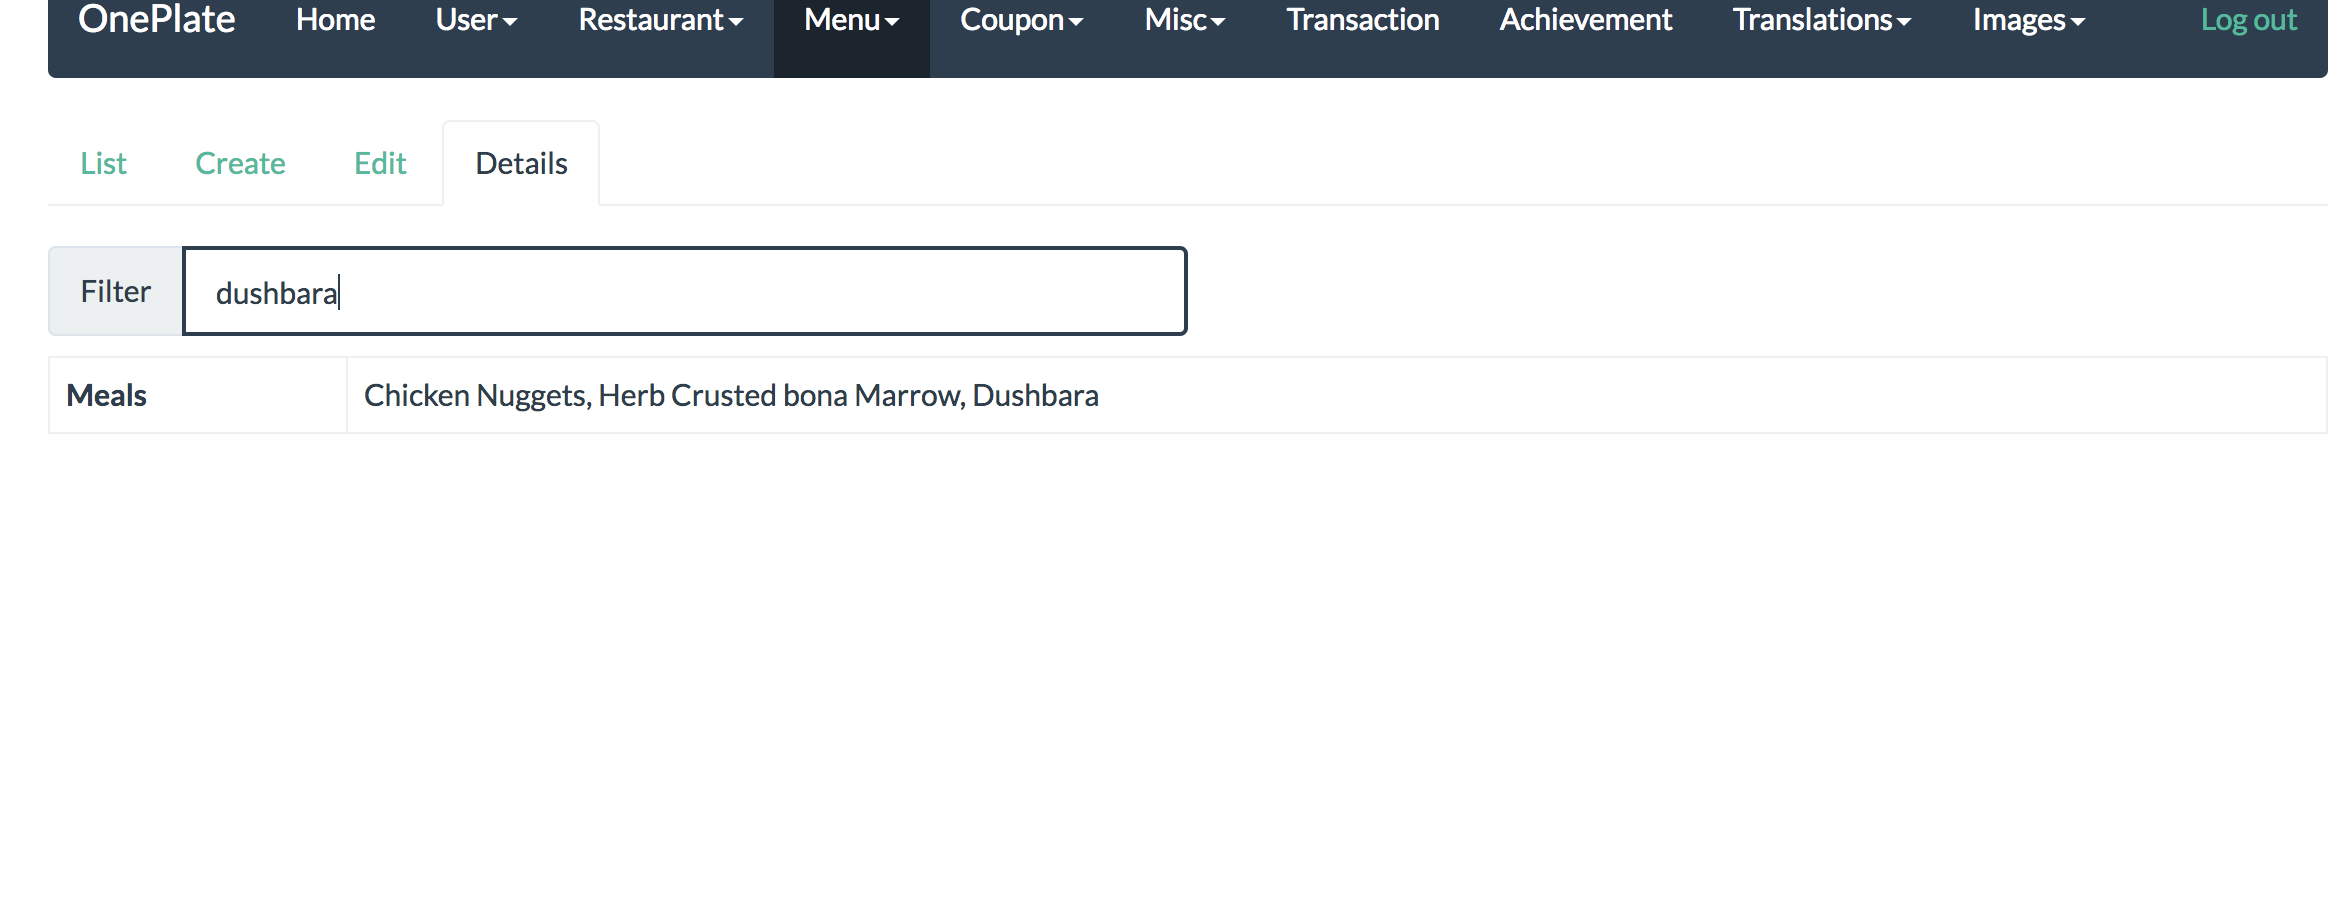 OnePlate Home User Restaurant Menu Coupon Misc Transaction Achievement Translations Images Log out
List Create Edit Details
Filter dushbara
Meals Chicken Nuggets, Herb Crusted bona Marrow, Dushbara